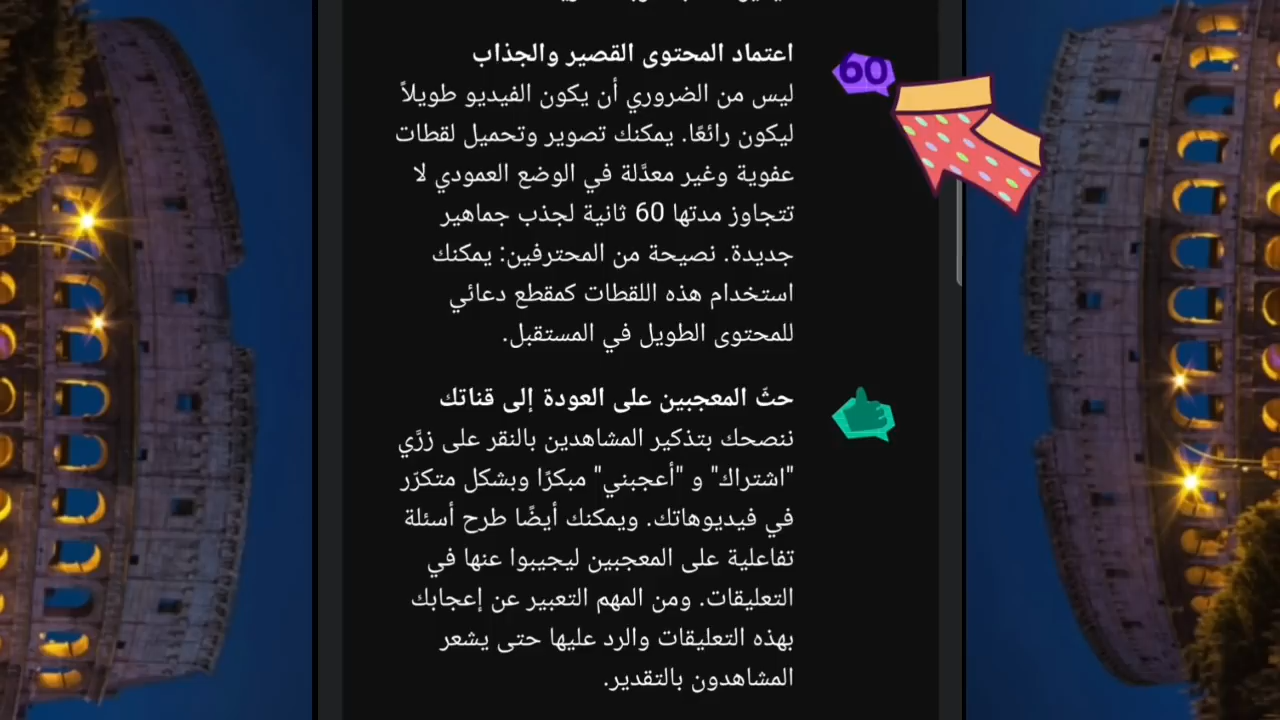 اعتماد المحتوى القصير والجذاب
60
ليس من الضروري أن يكون الفيديو طويلاً
ليكون رائعًا. يمكنك تصوير وتحميل لقطات
عفوية وغير معدَّلة في الوضع العمودي لا
تتجاوز مدتها 60 ثانية لجذب جماهير
جديدة. نصيحة من المحترفين: يمكنك
استخدام هذه اللقطات كمقطع دعائي
للمحتوى الطويل في المستقبل.
حثّ المعجبين على العودة إلى قناتك
ننصحك بتذكير المشاهدين بالنقر على زرَّي
"اشتراك" و "أعجبني" مبكرًا وبشكل متكرّر
في فيديوهاتك. ويمكنك أيضًا طرح أسئلة
تفاعلية على المعجبين ليجيبوا عنها في
التعليقات. ومن المهم التعبير عن إعجابك
بهذه التعليقات والرد عليها حتى يشعر
المشاهدون بالتقدير.